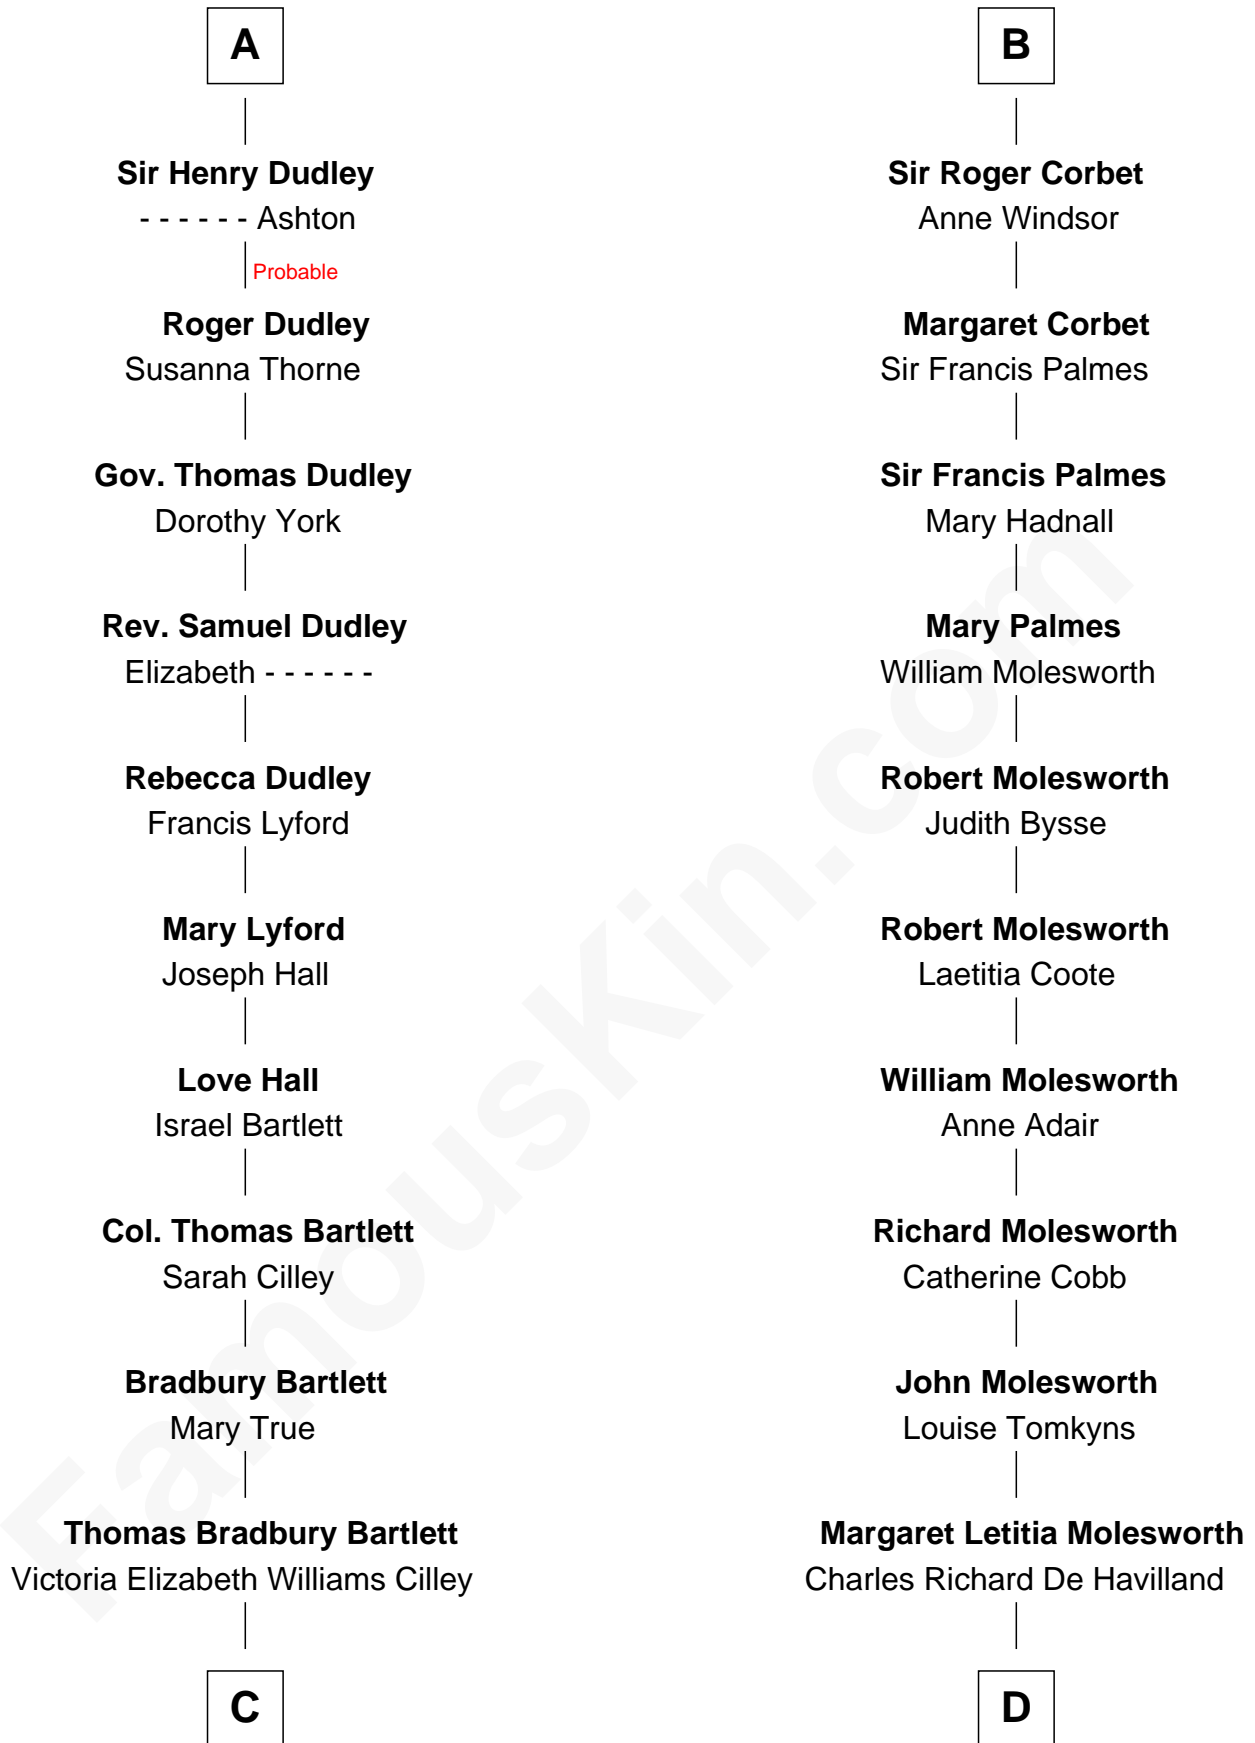 A
Sir Henry Dudley
- - - - - - Ashton
Probable
Roger Dudley
Susanna Thorne
Gov. Thomas Dudley
Dorothy York
Rev. Samuel Dudley
Elizabeth - - - - - -
Rebecca Dudley
Francis Lyford
Mary Lyford
Joseph Hall
Love Hall
Israel Bartlett
Col. Thomas Bartlett
Sarah Cilley
Bradbury Bartlett
Mary True
Thomas Bradbury Bartlett
Victoria Elizabeth Williams Cilley
C
B
Sir Roger Corbet
Anne Windsor
Margaret Corbet
Sir Francis Palmes
Sir Francis Palmes
Mary Hadnall
Mary Palmes
William Molesworth
Robert Molesworth
Judith Bysse
Robert Molesworth
Laetitia Coote
William Molesworth
Anne Adair
Richard Molesworth
Catherine Cobb
John Molesworth
Louise Tomkyns
Margaret Letitia Molesworth
Charles Richard De Havilland
D
FamousKin.com